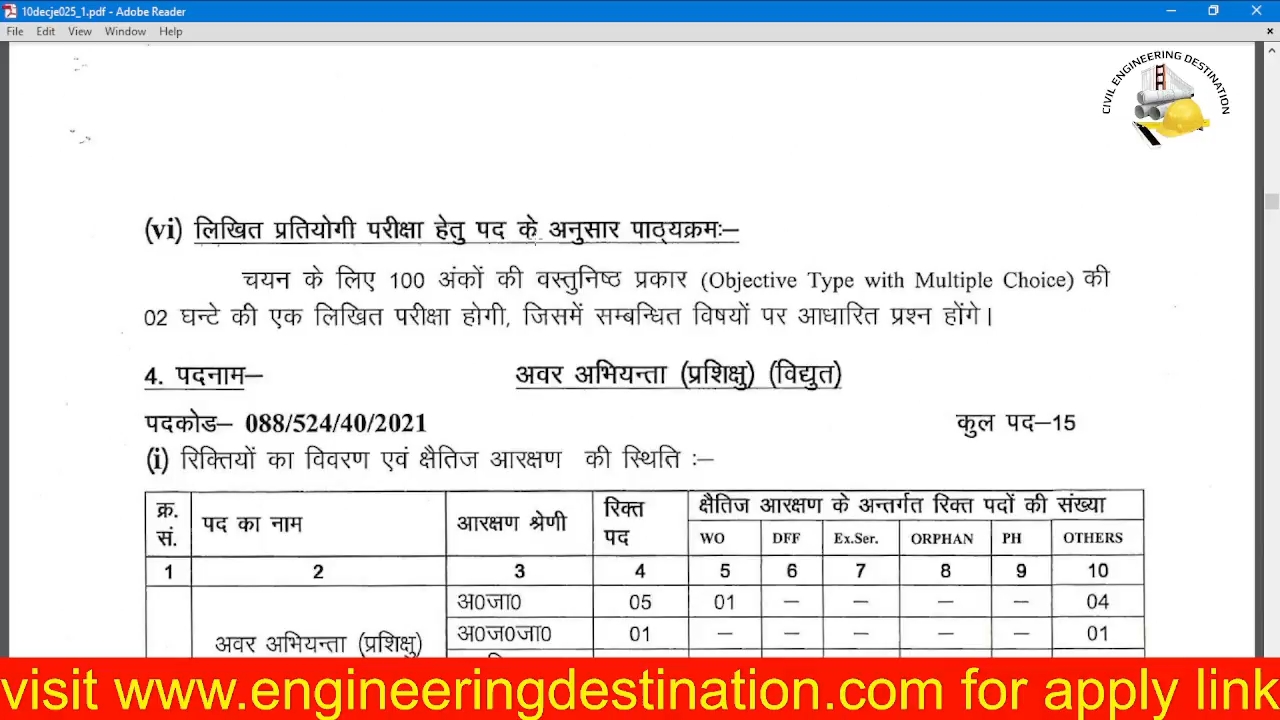 10decje025_1.pdf - Adobe Reader
File Edit View Window Help
CIVIL ENGINEERING DESTINATION
(vi) लिखित प्रतियोगी परीक्षा हेतु पद के अनुसार पाठ्यक्रमः–
चयन के लिए 100 अंकों की वस्तुनिष्ठ प्रकार (Objective Type with Multiple Choice) की
02 घन्टे की एक लिखित परीक्षा होगी, जिसमें सम्बन्धित विषयों पर आधारित प्रश्न होंगे।
4. पदनाम– अवर अभियन्ता (प्रशिक्षु) (विद्युत)
पदकोड– 088/524/40/2021 कुल पद–15
(i) रिक्तियों का विवरण एवं क्षैतिज आरक्षण की स्थिति :–
क्र. सं. पद का नाम आरक्षण श्रेणी रिक्त पद क्षैतिज आरक्षण के अन्तर्गत रिक्त पदों की संख्या
WO DFF Ex.Ser. ORPHAN PH OTHERS
1 2 3 4 5 6 7 8 9 10
अ0जा0 05 01 – – – – 04
अ0ज0जा0 01 – – – – – 01
अवर अभियन्ता (प्रशिक्षु)
visit www.engineeringdestination.com for apply link